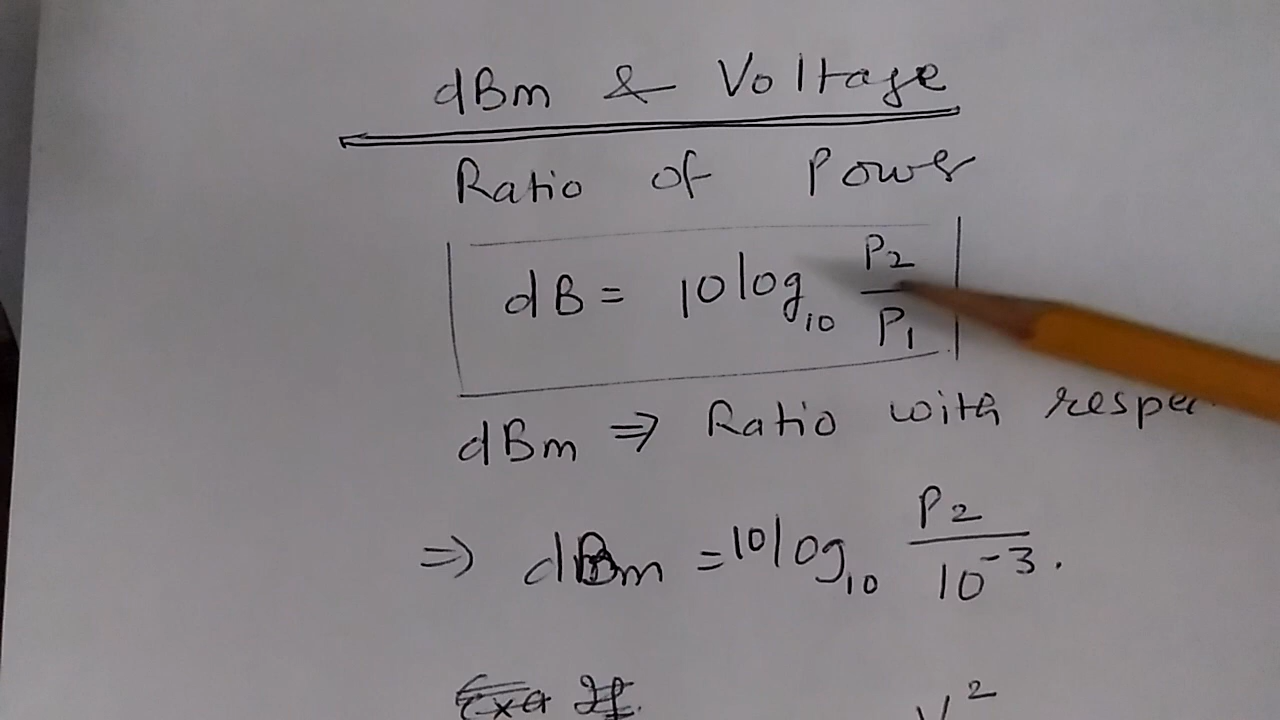 dBm & Voltage
Ratio of Power
dB = 10 log₁₀ P₂/P₁
dBm ⇒ Ratio with respe
⇒ dBm = 10 log₁₀ P₂/10⁻³.
V²